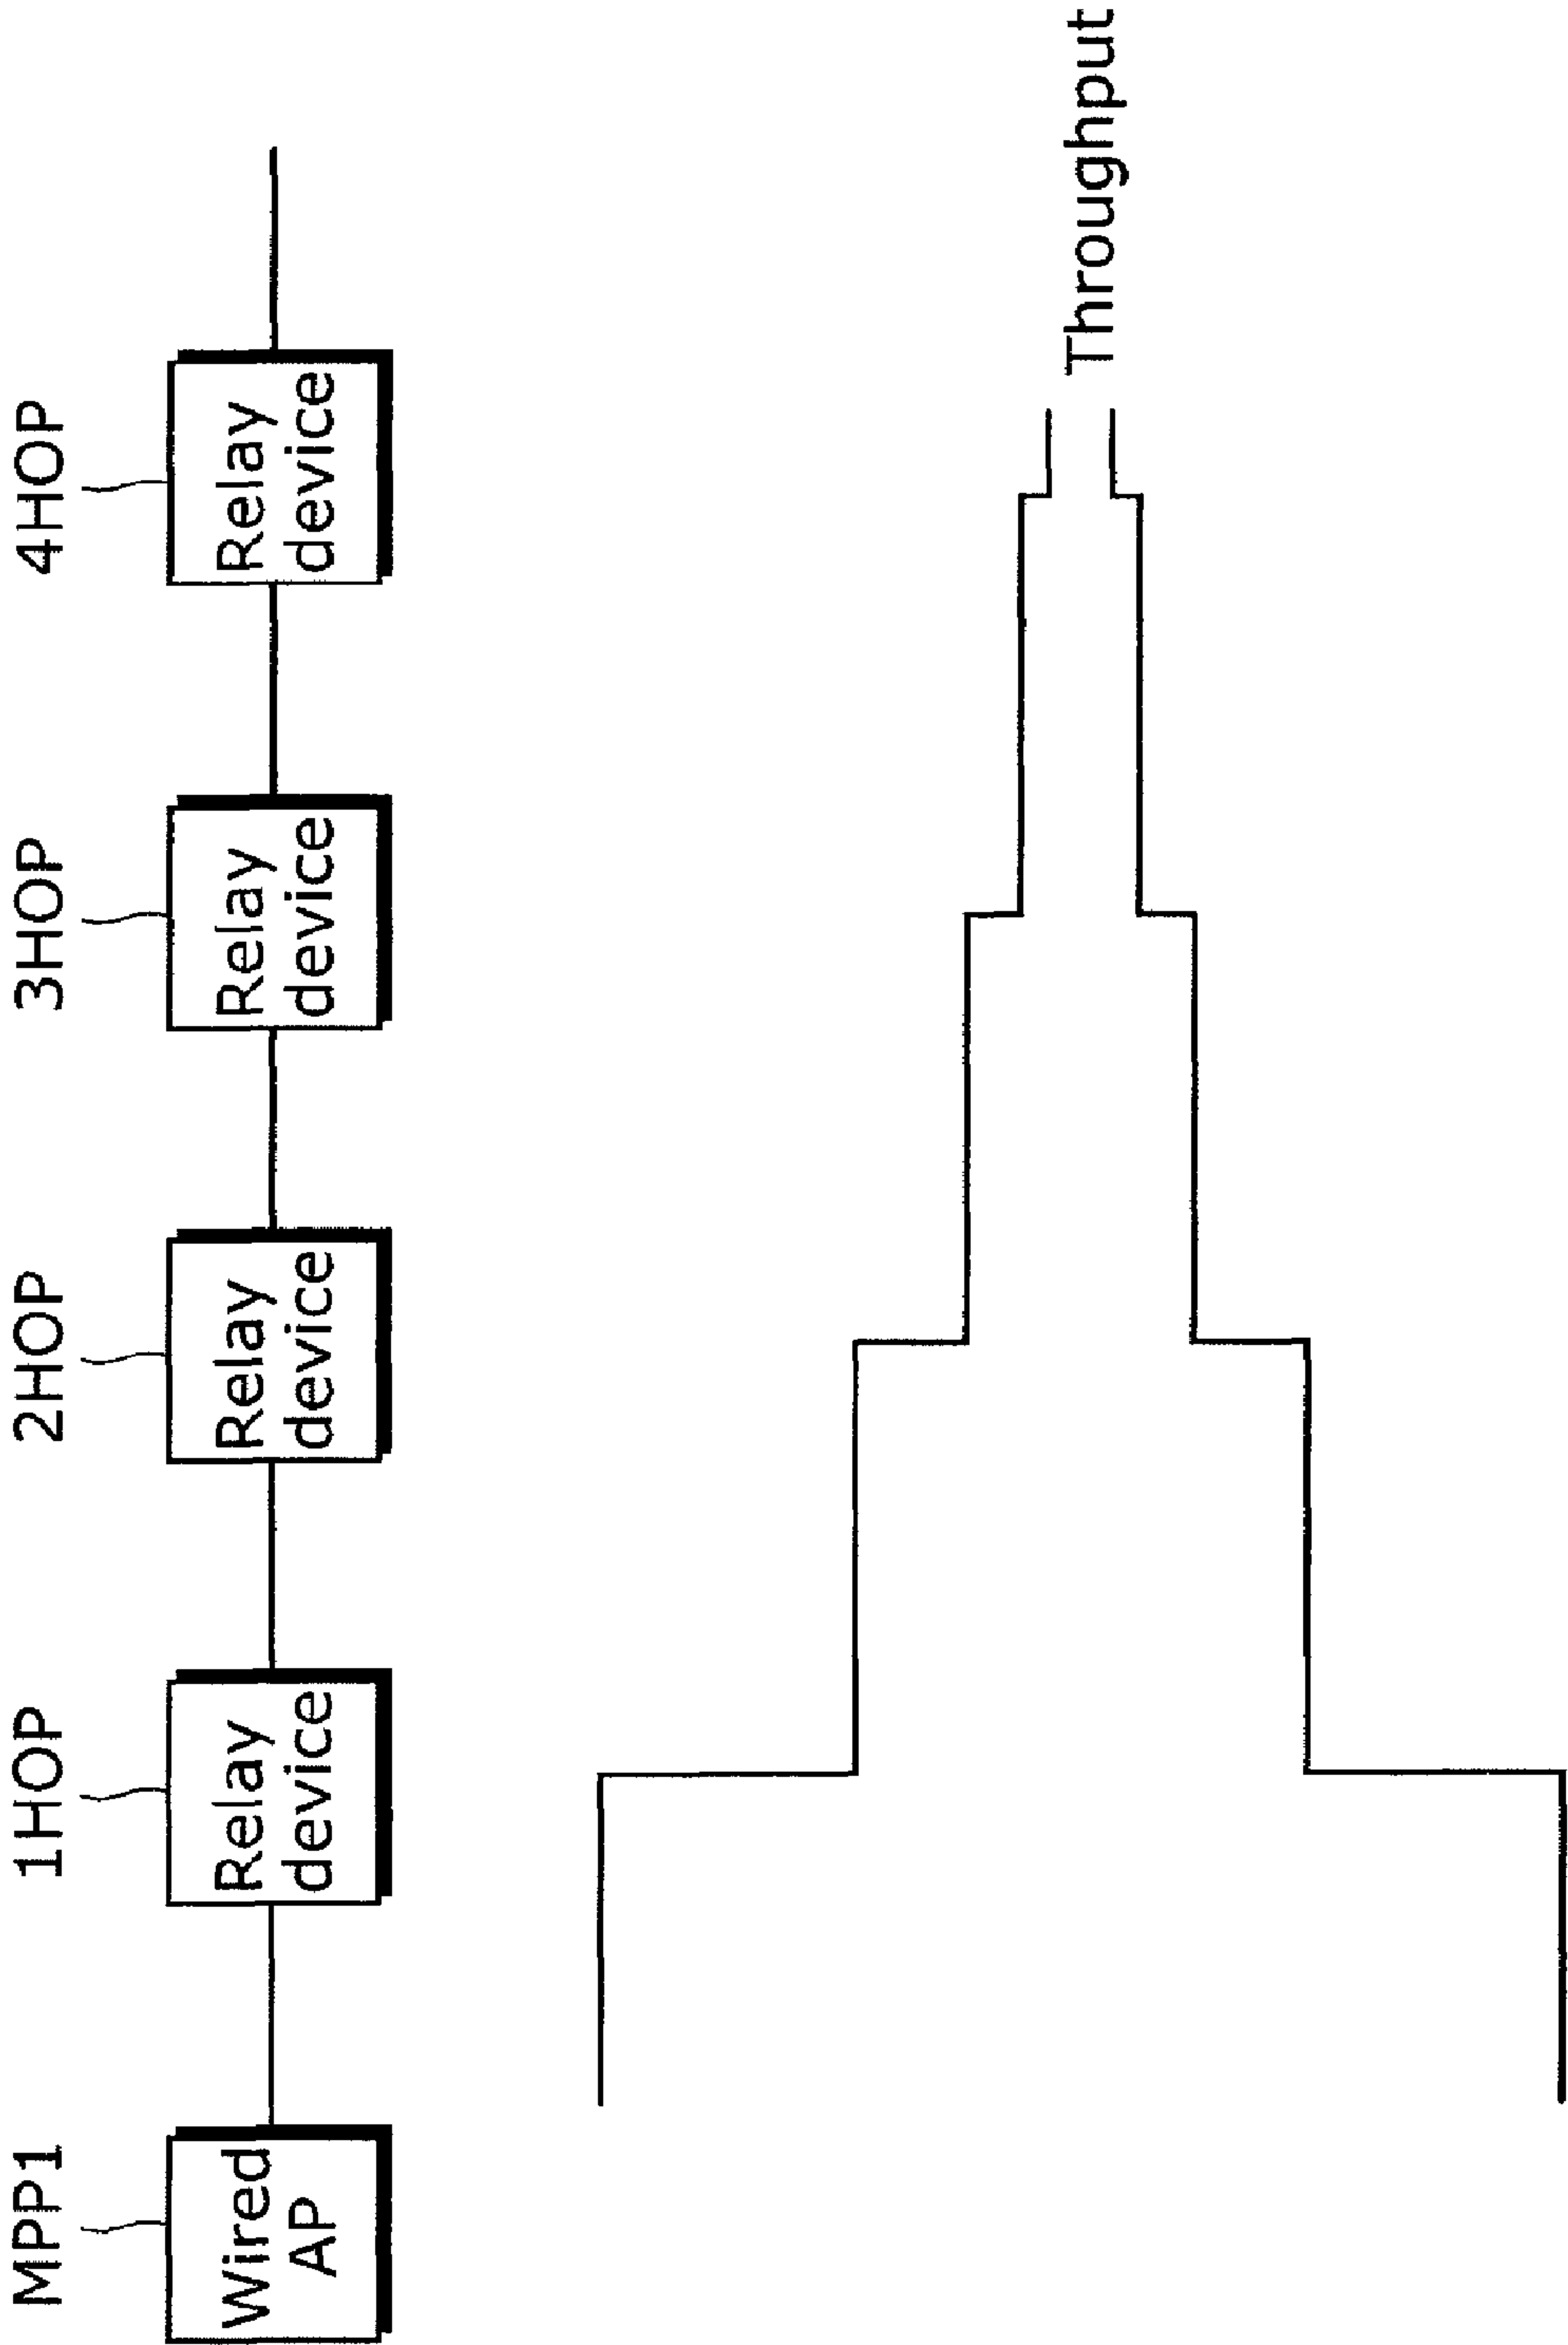 MPP1
1HOP
2HOP
3HOP
4HOP
Wired
AP
Relay
device
Relay
device
Relay
device
Relay
device
Throughput